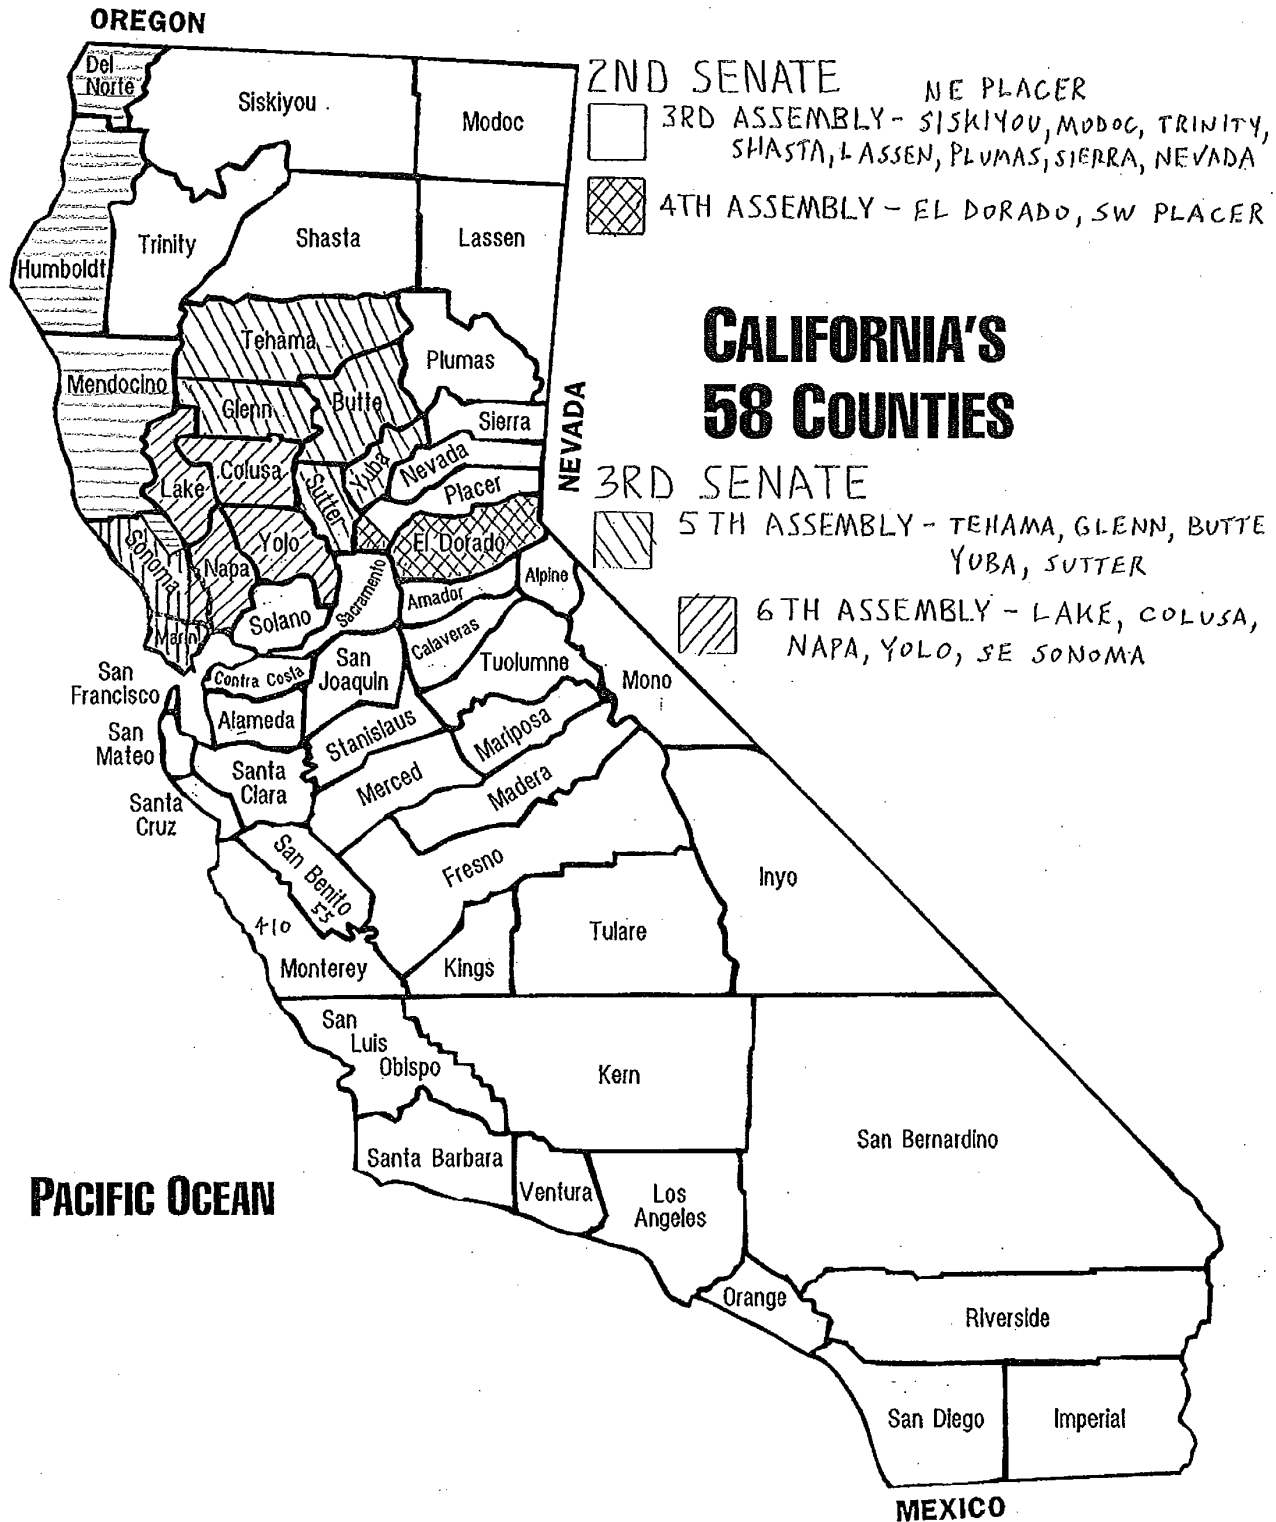 OREGON
Del
Norte
Siskiyou
Modoc
2ND SENATE
NE PLACER
3RD ASSEMBLY - SISKIYOU, MODOC, TRINITY,
SHASTA, LASSEN, PLUMAS, SIERRA, NEVADA
4TH ASSEMBLY - EL DORADO, SW PLACER
Humboldt
Trinity
Shasta
Lassen
CALIFORNIA'S
58 COUNTIES
Tehama
Plumas
Mendocino
Glenn
Butte
Sierra
NEVADA
Colusa
Lake
Sutter
Yuba
Nevada
Placer
3RD SENATE
5TH ASSEMBLY - TEHAMA, GLENN, BUTTE
YUBA, SUTTER
6TH ASSEMBLY - LAKE, COLUSA,
NAPA, YOLO, SE SONOMA
Sonoma
Napa
Yolo
El Dorado
Sacramento
Amador
Alpine
Marin
Solano
Calaveras
Tuolumne
Mono
San
Francisco
Contra Costa
San
Joaquin
Alameda
Stanislaus
Mariposa
San
Mateo
Santa
Clara
Merced
Madera
Santa
Cruz
San Benito
55
Fresno
Inyo
410
Monterey
Kings
Tulare
San
Luis
Obispo
Kern
San Bernardino
Santa Barbara
Ventura
Los
Angeles
PACIFIC OCEAN
Orange
Riverside
San Diego
Imperial
MEXICO